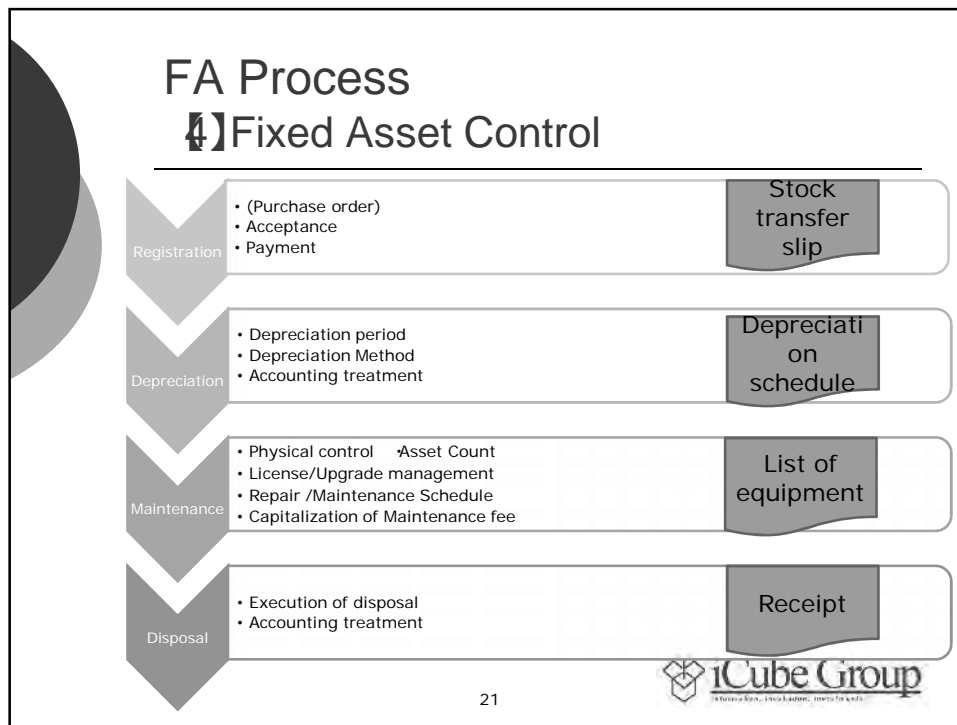 FA Process
【4】Fixed Asset Control
Registration
• (Purchase order)
• Acceptance
• Payment
Stock
transfer
slip
Depreciation
• Depreciation period
• Depreciation Method
• Accounting treatment
Depreciati
on
schedule
Maintenance
• Physical control ・Asset Count
• License/Upgrade management
• Repair /Maintenance Schedule
• Capitalization of Maintenance fee
List of
equipment
Disposal
• Execution of disposal
• Accounting treatment
Receipt
iCube Group
21